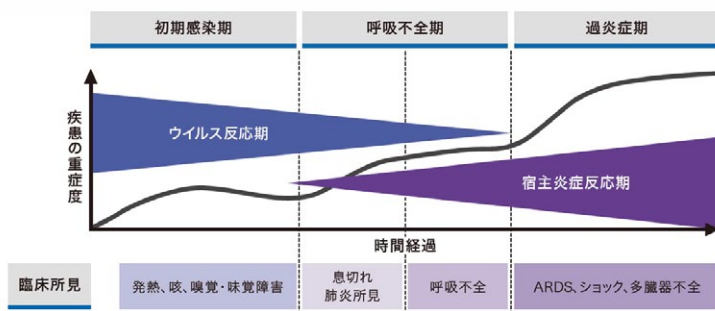 初期感染期
呼吸不全期
過炎症期
疾患の重症度
ウイルス反応期
宿主炎症反応期
時間経過
臨床所見
発熱、咳、嗅覚・味覚障害
息切れ
肺炎所見
呼吸不全
ARDS、ショック、多臓器不全